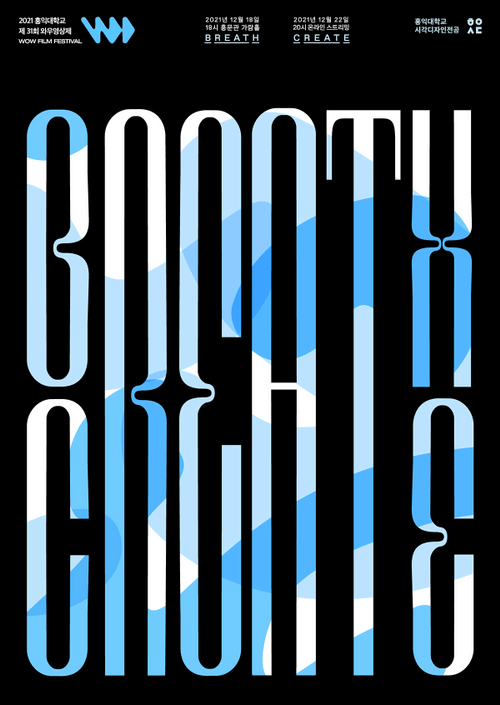 2021 홍익대학교
제 31회 와우영상제
WOW FILM FESTIVAL
2021년 12월 18일
18시 홍문관 가람홀
BREATH
2021년 12월 22일
20시 온라인 스트리밍
CREATE
홍익대학교
시각디자인전공
BREATH
CREATE